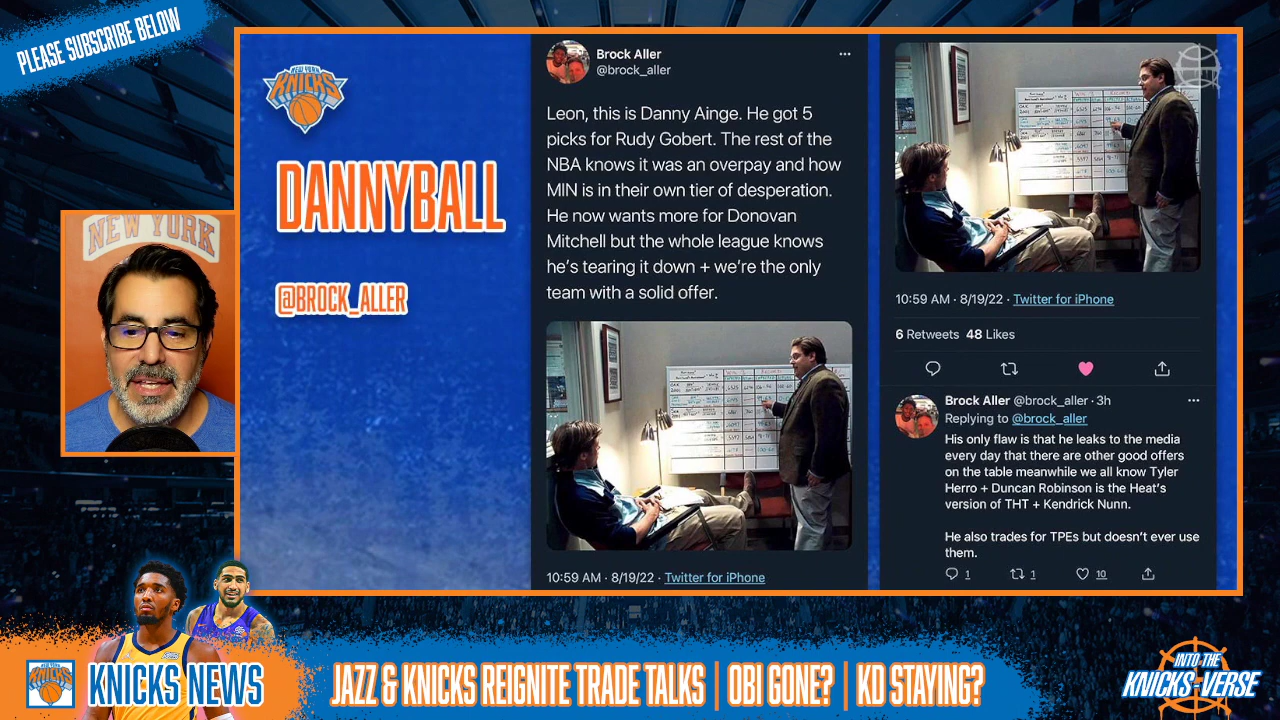 PLEASE SUBSCRIBE BELOW
NEW YORK
KNICKS
DANNYBALL
@BROCK_ALLER
NEW YORK
Brock Aller
@brock_aller
Leon, this is Danny Ainge. He got 5
picks for Rudy Gobert. The rest of the
NBA knows it was an overpay and how
MIN is in their own tier of desperation.
He now wants more for Donovan
Mitchell but the whole league knows
he's tearing it down + we're the only
team with a solid offer.
10:59 AM · 8/19/22 · Twitter for iPhone
10:59 AM · 8/19/22 · Twitter for iPhone
6 Retweets 48 Likes
Brock Aller @brock_aller · 3h
Replying to @brock_aller
His only flaw is that he leaks to the media
every day that there are other good offers
on the table meanwhile we all know Tyler
Herro + Duncan Robinson is the Heat's
version of THT + Kendrick Nunn.
He also trades for TPEs but doesn't ever use
them.
1 1 10
KNICKS
KNICKS NEWS
JAZZ & KNICKS REIGNITE TRADE TALKS | OBI GONE? | KD STAYING?
INTO THE
KNICKS-VERSE